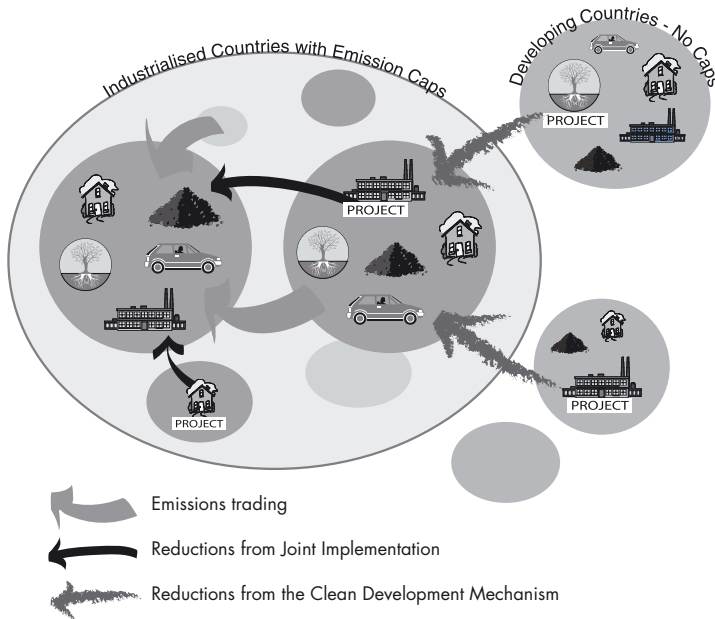 Industrialised Countries with Emission Caps
Developing Countries - No Caps
PROJECT
PROJECT
PROJECT
PROJECT
Emissions trading
Reductions from Joint Implementation
Reductions from the Clean Development Mechanism